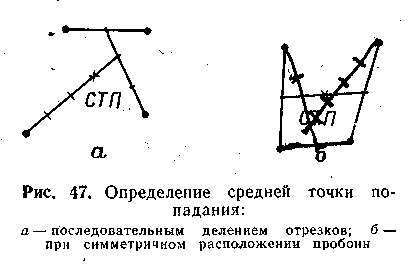 СТП
СТП
а
б
Рис. 47. Определение средней точки по-
падания:
а — последовательным делением отрезков; б —
при симметричном расположении пробоин